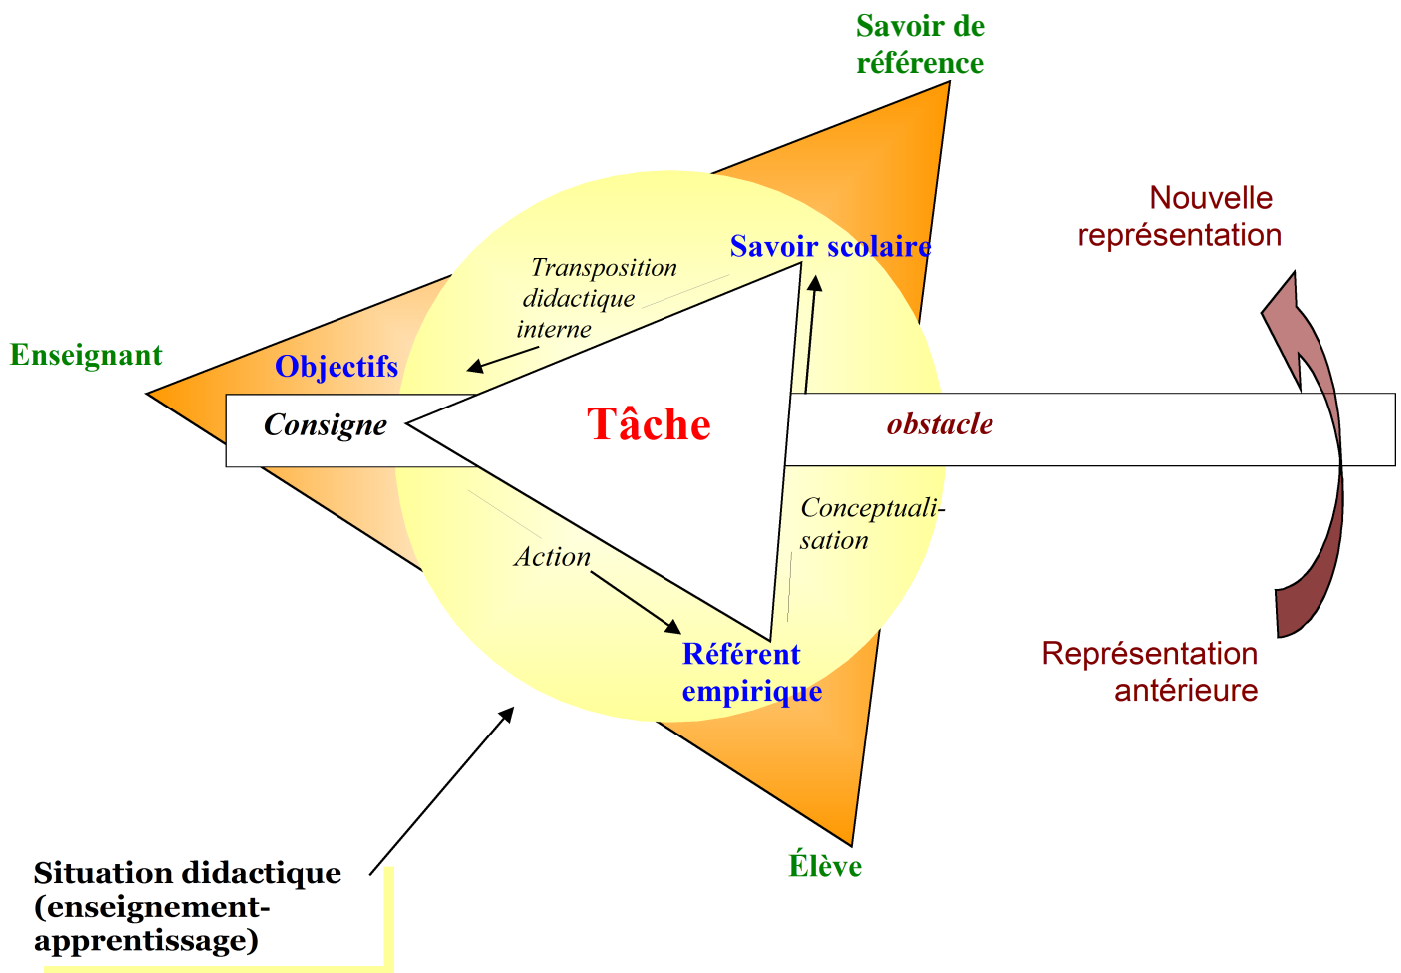 Savoir de
référence
Nouvelle
représentation
Savoir scolaire
Transposition
didactique
interne
Enseignant
Objectifs
Consigne
Tâche
obstacle
Conceptuali-
sation
Action
Référent
empirique
Représentation
antérieure
Élève
Situation didactique
(enseignement-
apprentissage)